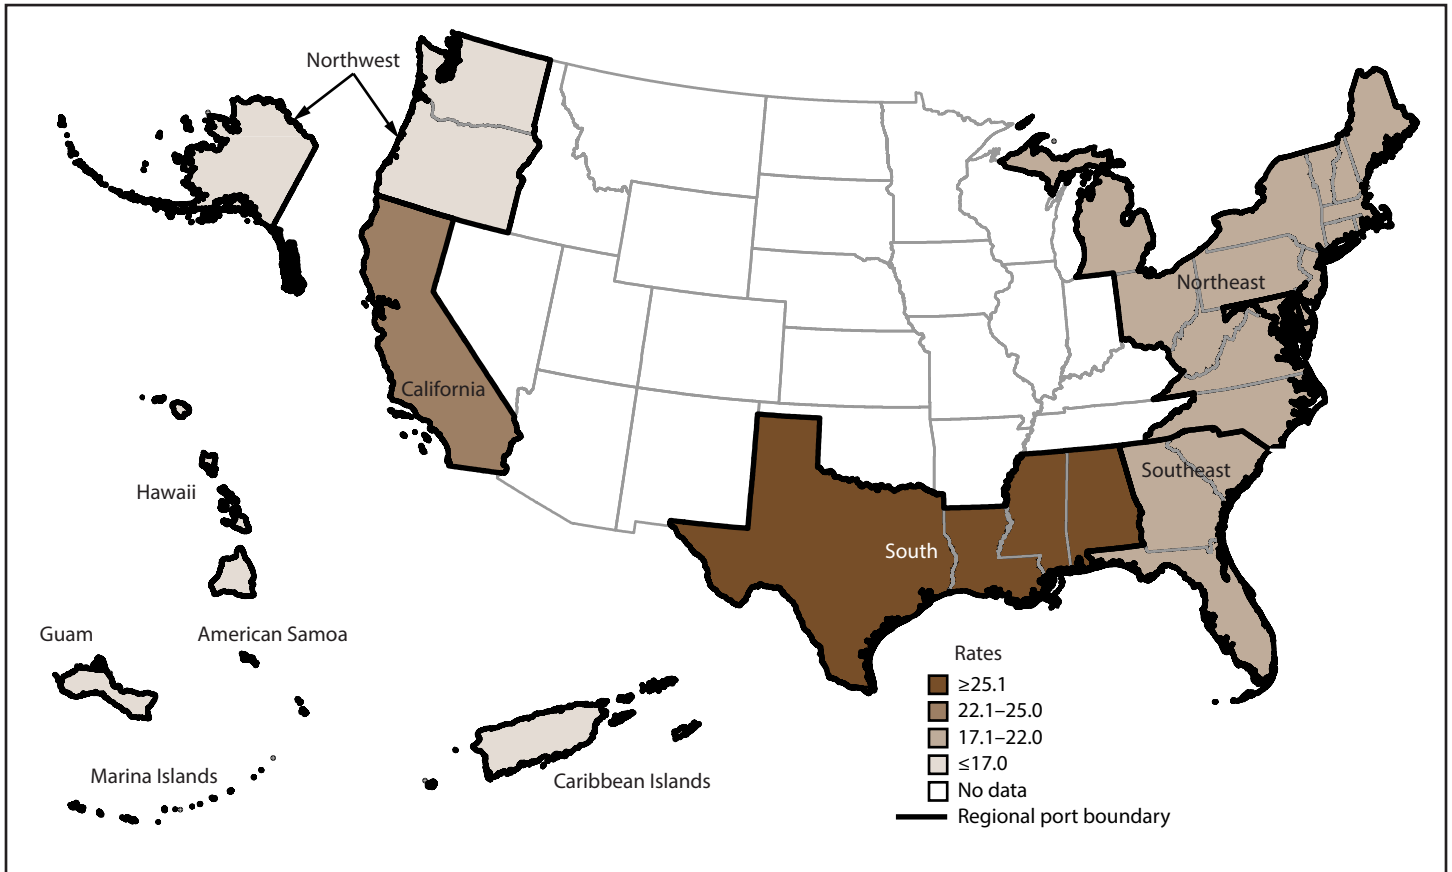 Northwest
Northeast
California
Southeast
Hawaii
South
Guam
American Samoa
Marina Islands
Caribbean Islands
Rates
≥25.1
22.1–25.0
17.1–22.0
≤17.0
No data
Regional port boundary